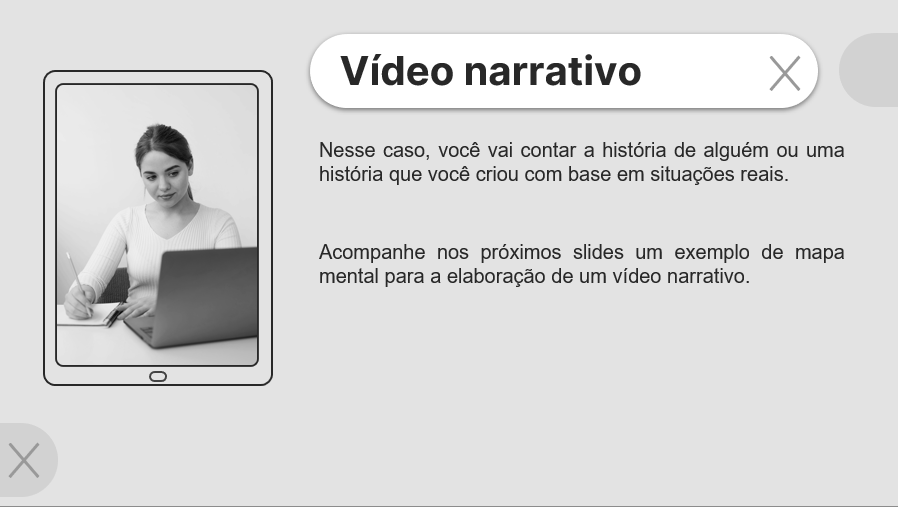 Vídeo narrativo
Nesse caso, você vai contar a história de alguém ou uma
história que você criou com base em situações reais.
Acompanhe nos próximos slides um exemplo de mapa
mental para a elaboração de um vídeo narrativo.